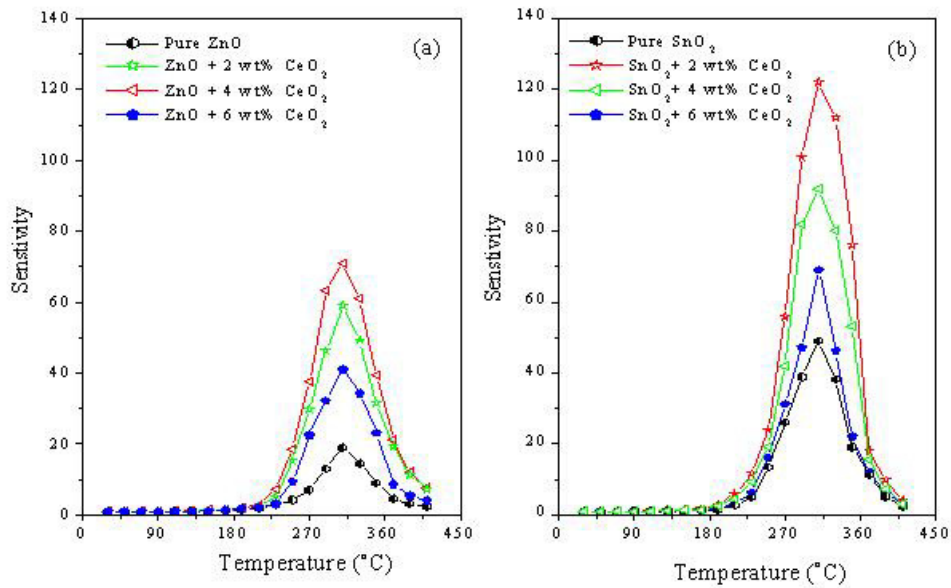 140
120
100
80
60
40
20
0
Senstivity
Pure ZnO
ZnO + 2 wt% CeO₂
ZnO + 4 wt% CeO₂
ZnO + 6 wt% CeO₂
(a)
0 90 180 270 360 450
Temperature (°C)
140
120
100
80
60
40
20
0
Senstivity
Pure SnO₂
SnO₂ + 2 wt% CeO₂
SnO₂ + 4 wt% CeO₂
SnO₂ + 6 wt% CeO₂
(b)
0 90 180 270 360 450
Temperature (°C)